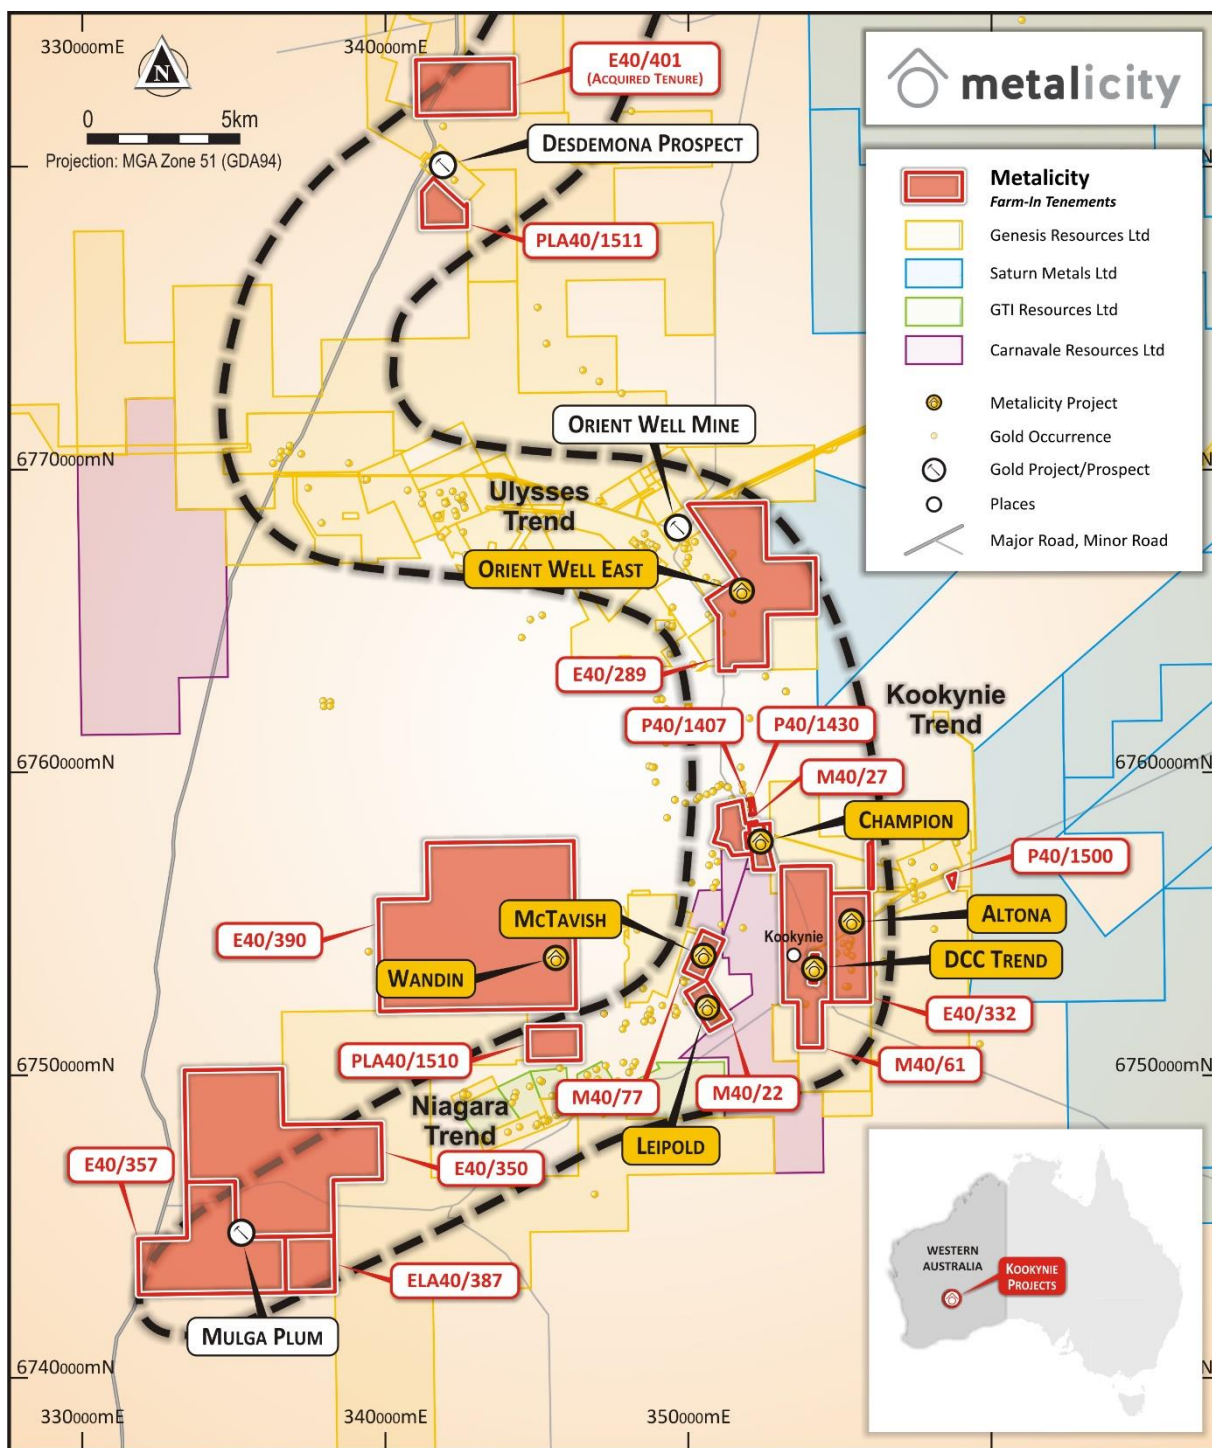 330000mE
340000mE
N
0 5km
Projection: MGA Zone 51 (GDA94)
E40/401
(ACQUIRED TENURE)
metalicity
DESDEMONA PROSPECT
PLA40/1511
Metalicity
Farm-In Tenements
Genesis Resources Ltd
Saturn Metals Ltd
GTI Resources Ltd
Carnavale Resources Ltd
Metalicity Project
Gold Occurrence
Gold Project/Prospect
Places
Major Road, Minor Road
ORIENT WELL MINE
6770000mN
Ulysses
Trend
ORIENT WELL EAST
E40/289
Kookynie
Trend
P40/1407
P40/1430
6760000mN
6760000mN
M40/27
CHAMPION
P40/1500
MCTAVISH
ALTONA
E40/390
Kookynie
WANDIN
DCC TREND
E40/332
PLA40/1510
M40/61
6750000mN
6750000mN
M40/77
M40/22
Niagara
Trend
LEIPOLD
E40/357
E40/350
ELA40/387
MULGA PLUM
WESTERN
AUSTRALIA
KOOKYNIE
PROJECTS
6740000mN
330000mE
340000mE
350000mE